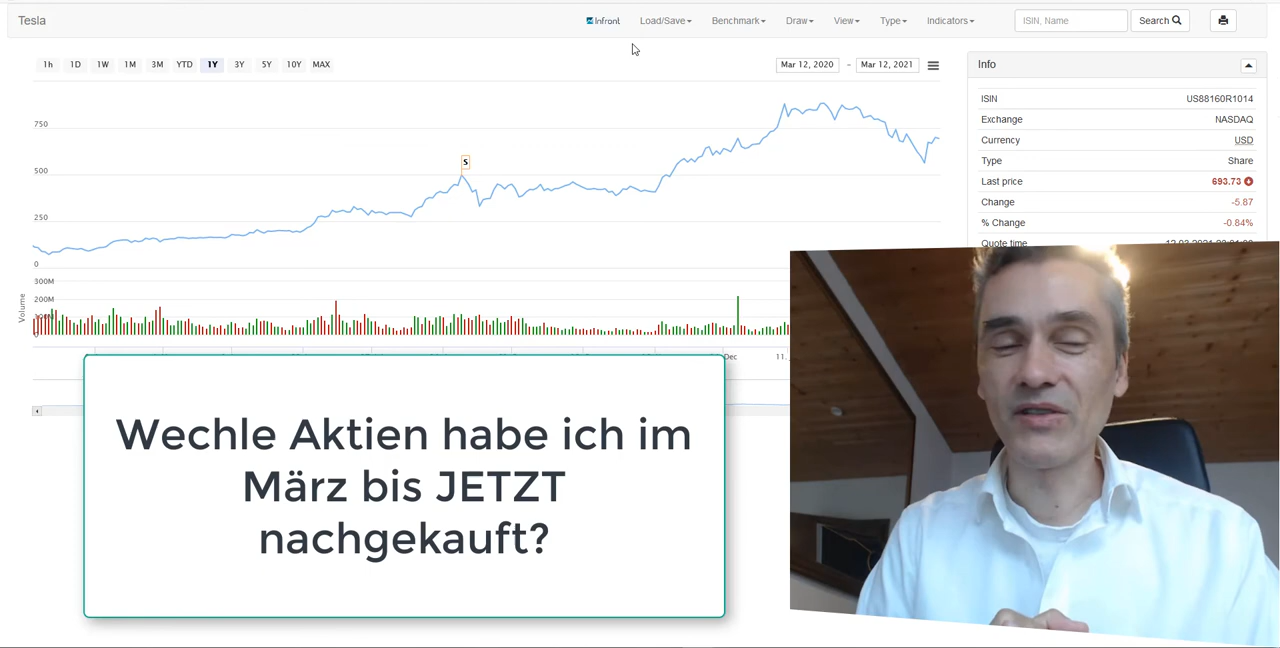 Tesla
Infront Load/Save Benchmark Draw View Type Indicators ISIN, Name Search
1h 1D 1W 1M 3M YTD 1Y 3Y 5Y 10Y MAX
Mar 12, 2020 - Mar 12, 2021
750
500
250
0
S
300M
200M
Volume
Dec
11.
Info
ISIN US88160R1014
Exchange NASDAQ
Currency USD
Type Share
Last price 693.73
Change -5.87
% Change -0.84%
Quote time
Wechle Aktien habe ich im
März bis JETZT
nachgekauft?